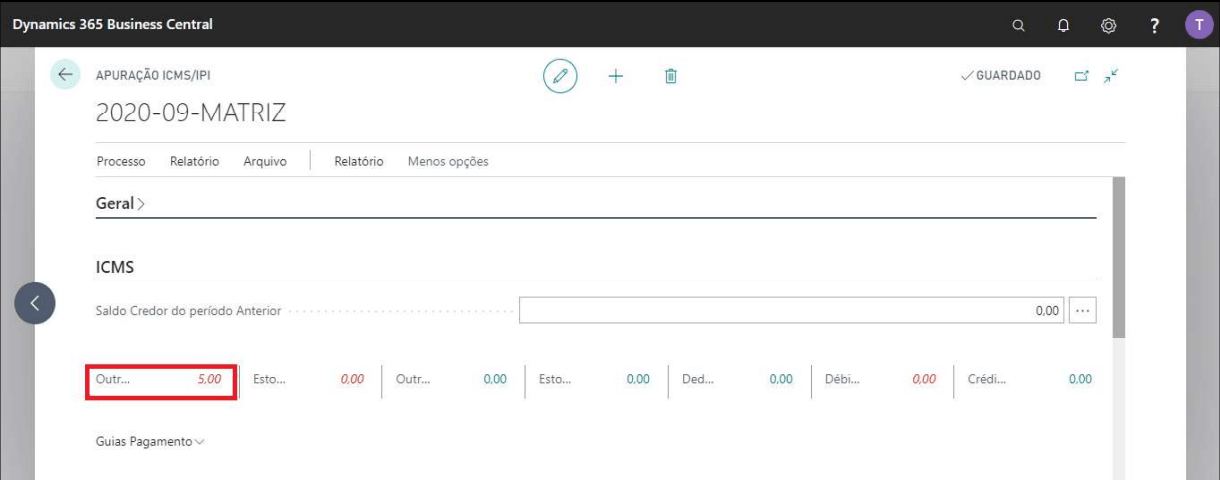 Dynamics 365 Business Central
?
T
APURAÇÃO ICMS/IPI
GUARDADO
2020-09-MATRIZ
Processo Relatório Arquivo Relatório Menos opções
Geral
ICMS
Saldo Credor do período Anterior 0,00 ...
Outr... 5,00 Esto... 0,00 Outr... 0,00 Esto... 0,00 Ded... 0,00 Débi... 0,00 Crédi... 0,00
Guias Pagamento